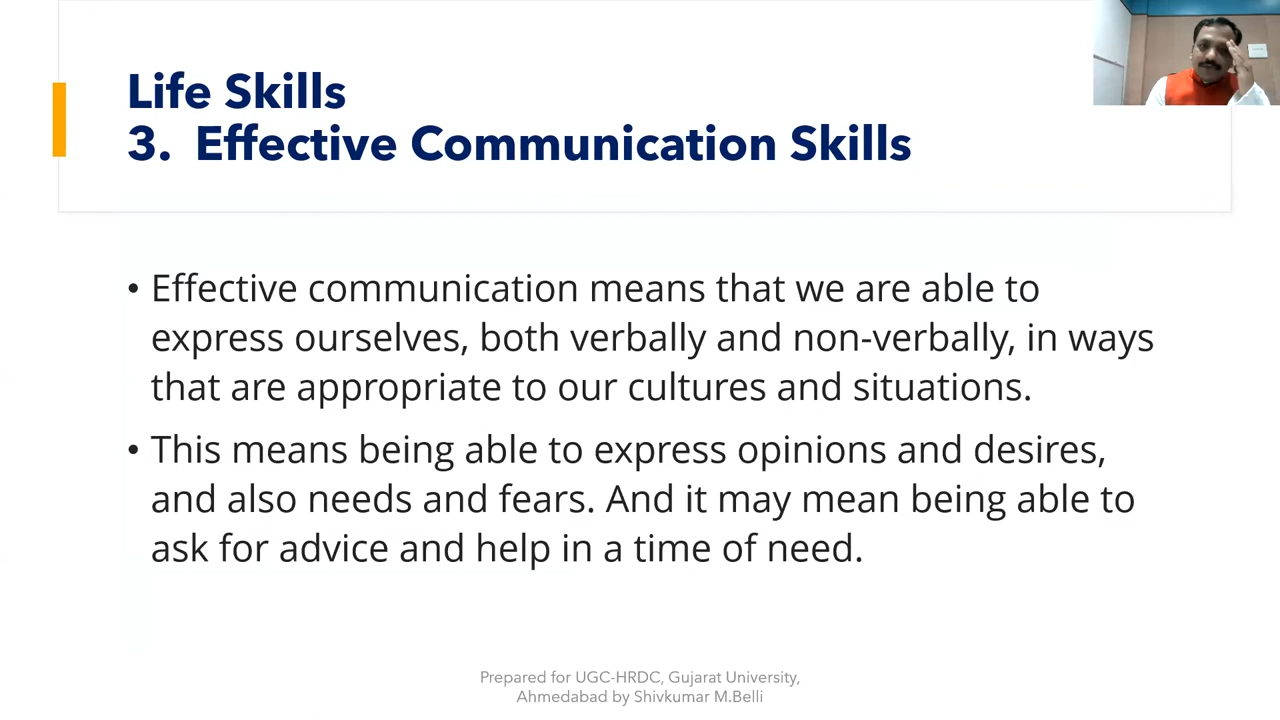 Life Skills
3. Effective Communication Skills
• Effective communication means that we are able to
express ourselves, both verbally and non-verbally, in ways
that are appropriate to our cultures and situations.
• This means being able to express opinions and desires,
and also needs and fears. And it may mean being able to
ask for advice and help in a time of need.
Prepared for UGC-HRDC, Gujarat University,
Ahmedabad by Shivkumar M.Belli